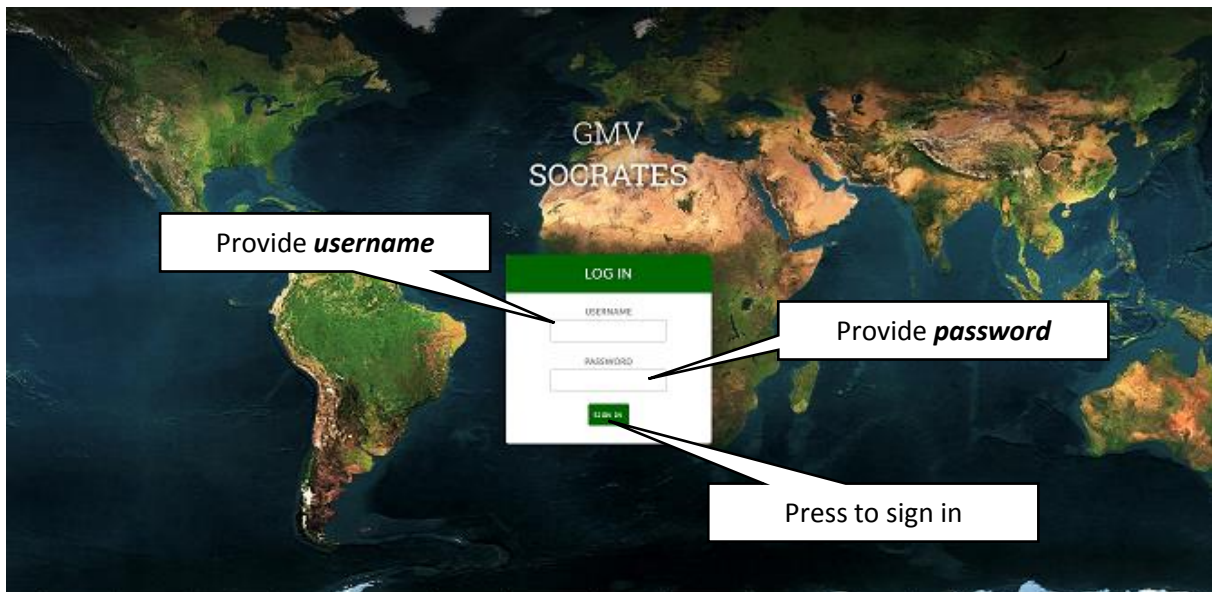 GMV
SOCRATES
Provide username
LOG IN
USERNAME
Provide password
PASSWORD
SIGN IN
Press to sign in